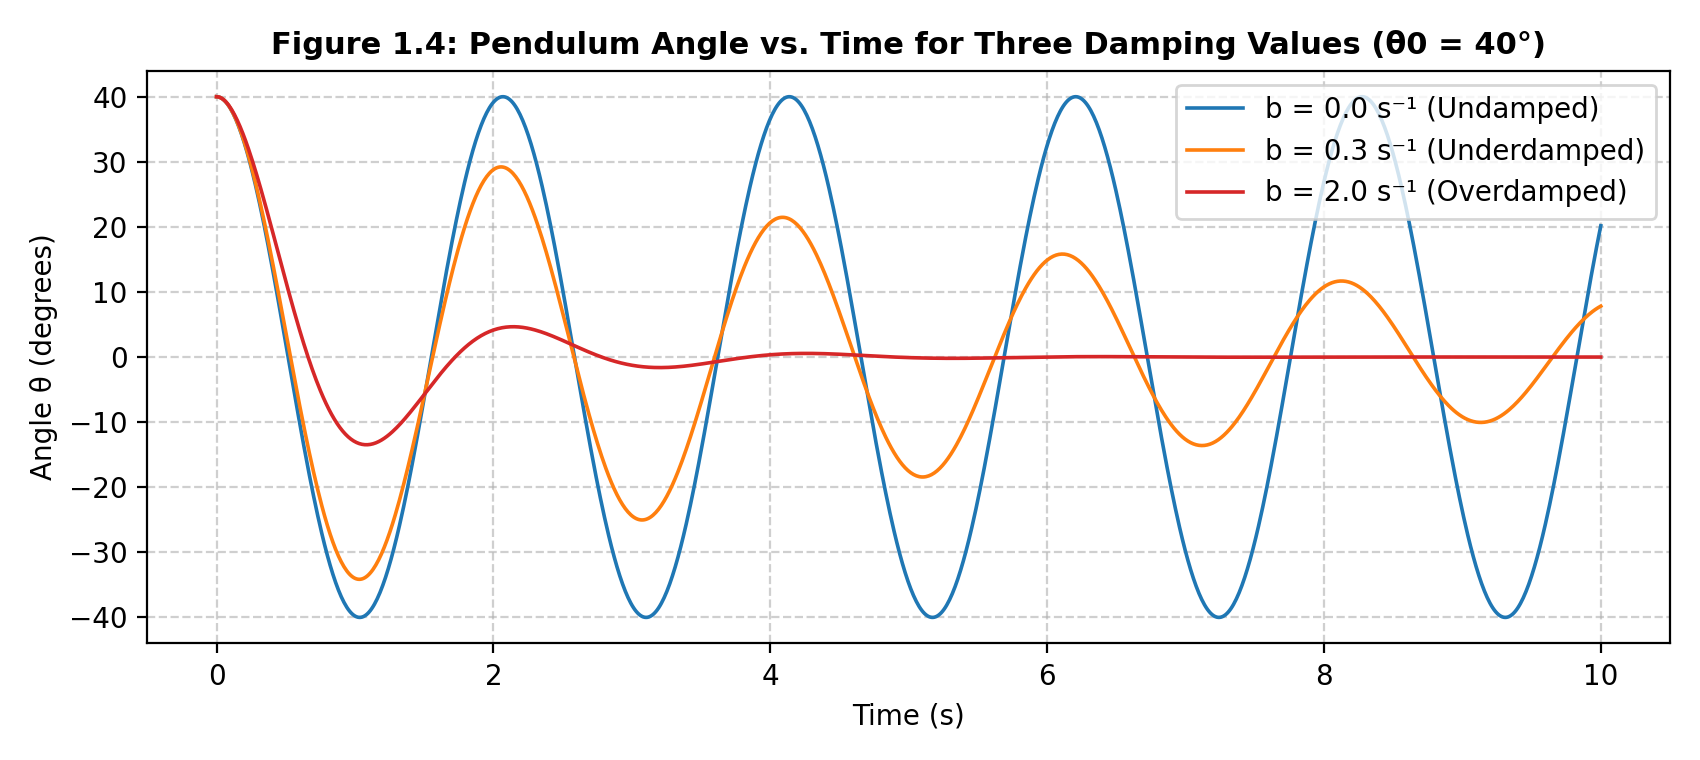 Figure 1.4: Pendulum Angle vs. Time for Three Damping Values (θ0 = 40°)
b = 0.0 s⁻¹ (Undamped)
b = 0.3 s⁻¹ (Underdamped)
b = 2.0 s⁻¹ (Overdamped)
Angle θ (degrees)
40
30
20
10
0
−10
−20
−30
−40
0
2
4
6
8
10
Time (s)